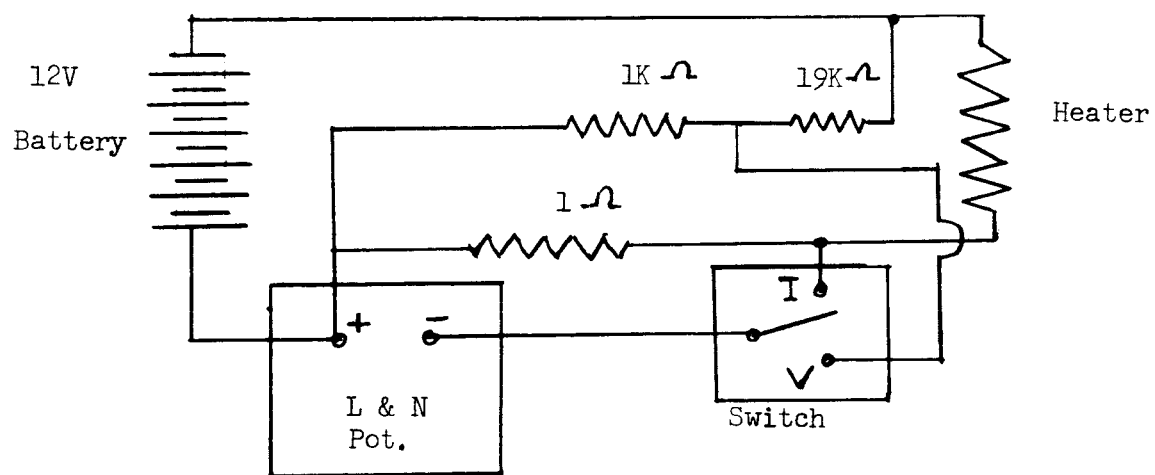 12V
Battery
1K Ω
19K Ω
Heater
1 Ω
I
+ -
V
L & N
Pot.
Switch